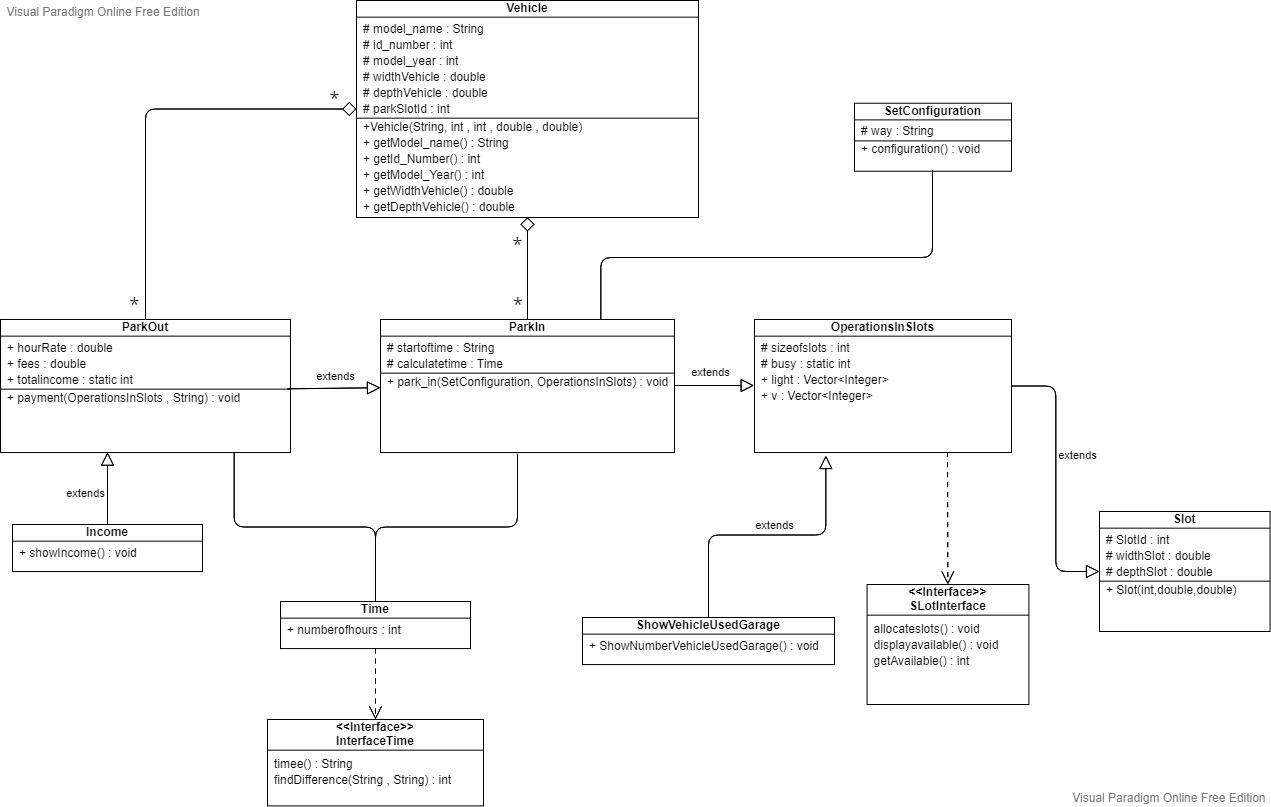 Visual Paradigm Online Free Edition
Vehicle
# model_name : String
# id_number : int
# model_year : int
# widthVehicle : double
# depthVehicle : double
# parkSlotId : int
+Vehicle(String, int , int , double , double)
+ getModel_name() : String
+ getId_Number() : int
+ getModel_Year() : int
+ getWidthVehicle() : double
+ getDepthVehicle() : double
*
*
*
*
SetConfiguration
# way : String
+ configuration() : void
ParkOut
+ hourRate : double
+ fees : double
+ totalincome : static int
+ payment(OperationsInSlots , String) : void
extends
ParkIn
# startoftime : String
# calculatetime : Time
+ park_in(SetConfiguration, OperationsInSlots) : void
extends
OperationsInSlots
# sizeofslots : int
# busy : static int
+ light : Vector<Integer>
+ v : Vector<Integer>
extends
extends
Income
+ showIncome() : void
extends
Slot
# SlotId : int
# widthSlot : double
# depthSlot : double
+ Slot(int,double,double)
Time
+ numberofhours : int
ShowVehicleUsedGarage
+ ShowNumberVehicleUsedGarage() : void
<<Interface>>
SLotInterface
allocateslots() : void
displayavailable() : void
getAvailable() : int
<<Interface>>
InterfaceTime
timee() : String
findDifference(String , String) : int
Visual Paradigm Online Free Edition